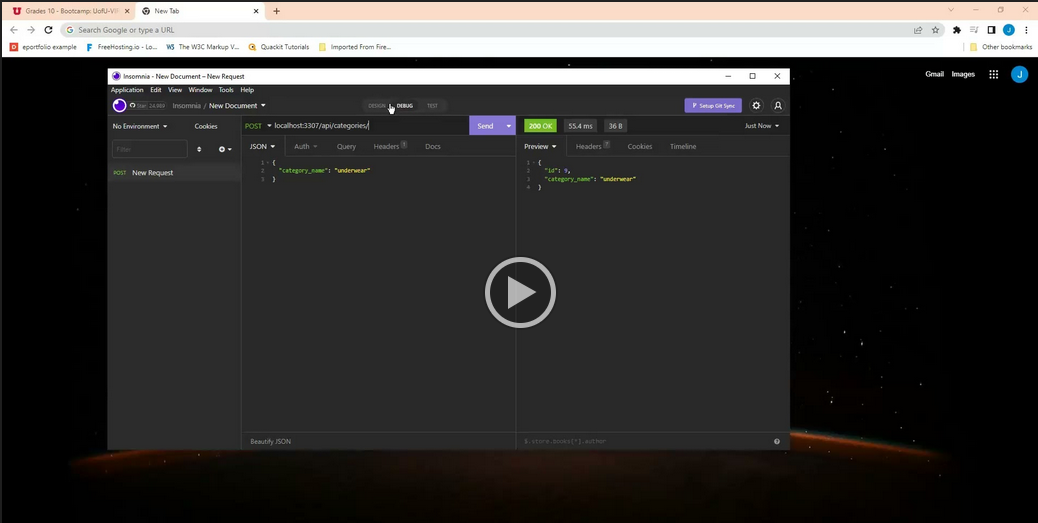 Grades 10 - Bootcamp: UofU-VIR
New Tab
Search Google or type a URL
eportfolio example
FreeHosting.io - Lo...
The W3C Markup V...
Quackit Tutorials
Imported From Fire...
Other bookmarks
Gmail Images
J
Insomnia - New Document – New Request
Application Edit View Window Tools Help
Star
Insomnia / New Document
DESIGN DEBUG TEST
Setup Git Sync
No Environment Cookies
POST localhost:3307/api/categories/
Send
200 OK 55.4 ms 36 B
Just Now
Filter
JSON Auth Query Headers 1 Docs
Preview Headers 7 Cookies Timeline
POST New Request
1 {
2 "category_name": "underwear"
3 }
1 {
2 "id": 9,
3 "category_name": "underwear"
4 }
Beautify JSON
$.store.books[*].author